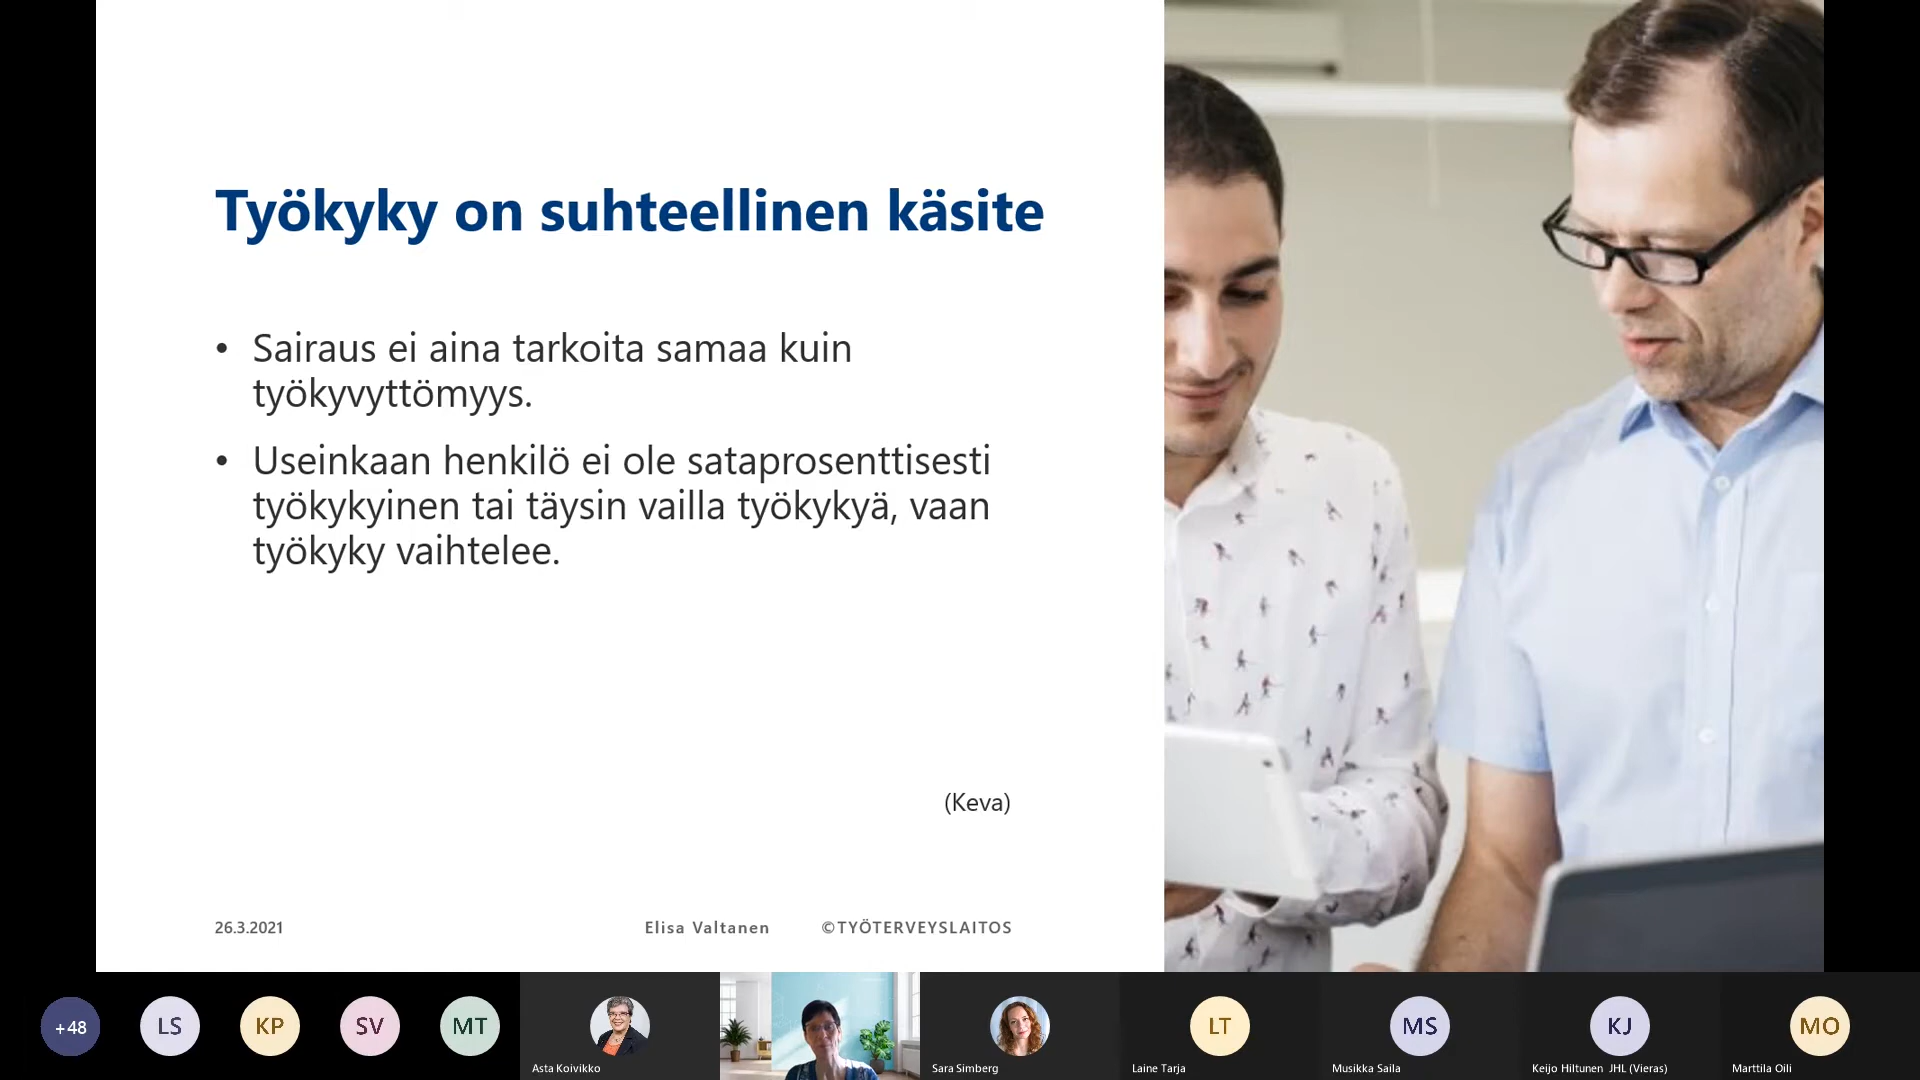 Työkyky on suhteellinen käsite
• Sairaus ei aina tarkoita samaa kuin
työkyvyttömyys.
• Useinkaan henkilö ei ole sataprosenttisesti
työkykyinen tai täysin vailla työkykyä, vaan
työkyky vaihtelee.
(Keva)
26.3.2021 Elisa Valtanen ©TYÖTERVEYSLAITOS
+48 LS KP SV MT LT MS KJ MO
Asta Koivikko Sara Simberg Laine Tarja Musikka Saila Keijo Hiltunen JHL (Vieras) Marttila Oili